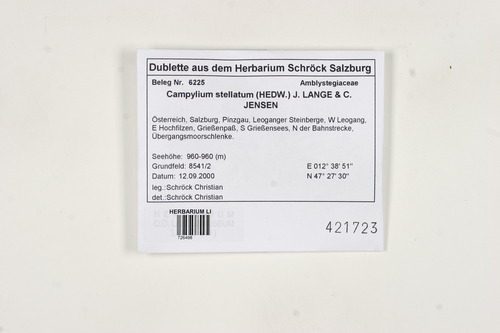 Dublette aus dem Herbarium Schröck Salzburg
Beleg Nr. 6225 Amblystegiaceae
Campylium stellatum (HEDW.) J. LANGE & C.
JENSEN
Österreich, Salzburg, Pinzgau, Leoganger Steinberge, W Leogang,
E Hochfilzen, Grießenpaß, S Grießensees, N der Bahnstrecke,
Übergangsmoorschlenke.
Seehöhe: 960-960 (m)
Grundfeld: 8541/2 E 012° 38' 51''
Datum: 12.09.2000 N 47° 27' 30''
leg.:Schröck Christian
det.:Schröck Christian
HERBARIUM LI
726498
421723